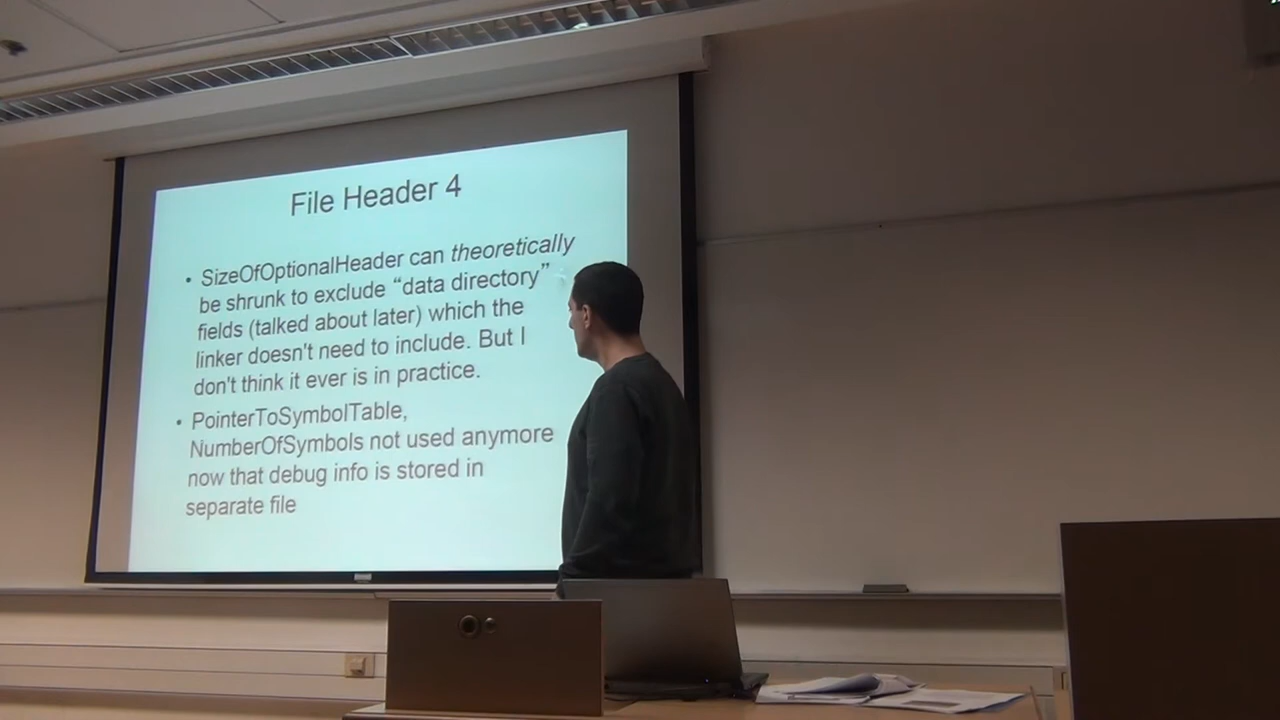 File Header 4
• SizeOfOptionalHeader can theoretically
be shrunk to exclude “data directory”
fields (talked about later) which the
linker doesn't need to include. But I
don't think it ever is in practice.
• PointerToSymbolTable,
NumberOfSymbols not used anymore
now that debug info is stored in
separate file